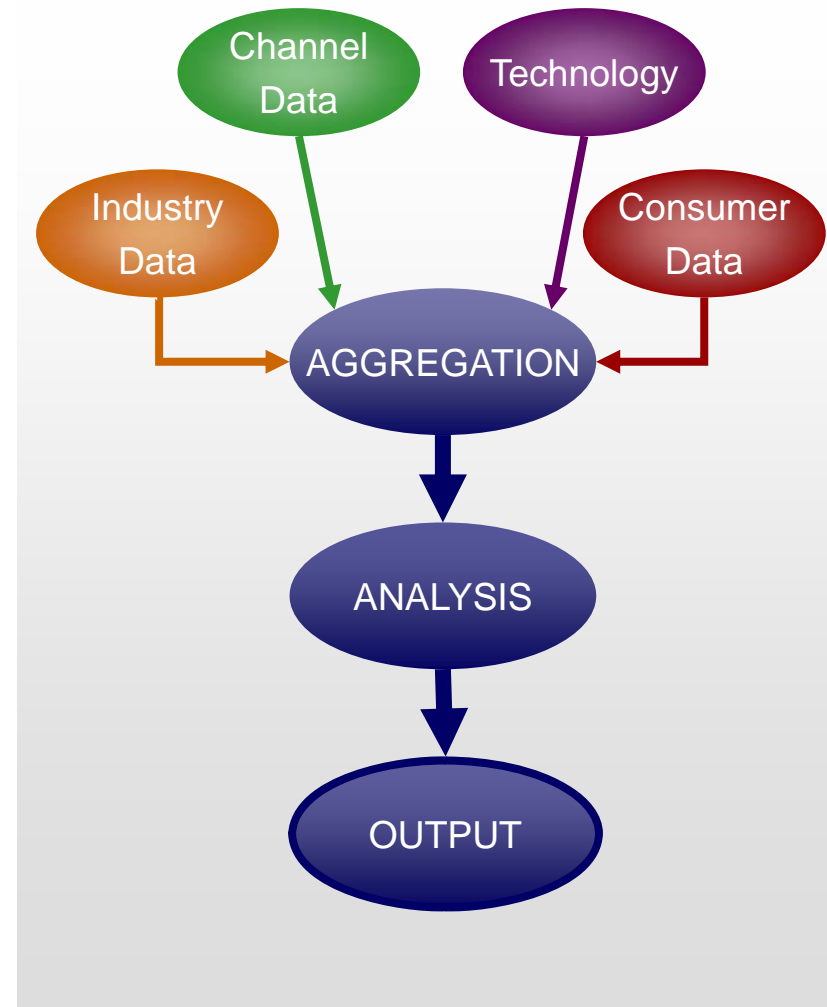 Channel
Data
Technology
Industry
Data
Consumer
Data
AGGREGATION
ANALYSIS
OUTPUT